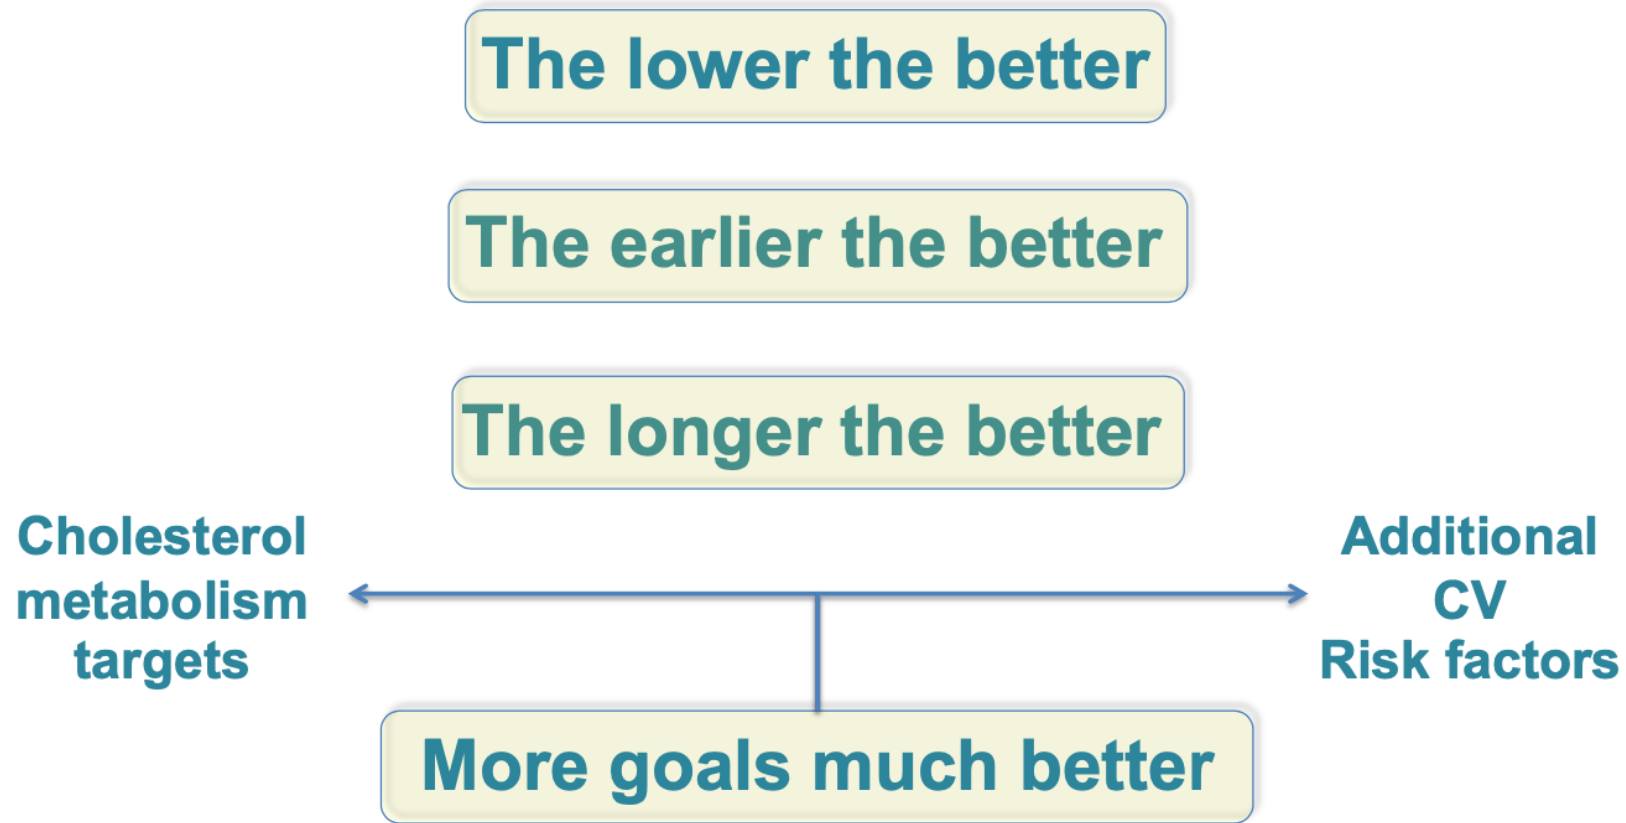 The lower the better
The earlier the better
The longer the better
Cholesterol
metabolism
targets
Additional
CV
Risk factors
More goals much better